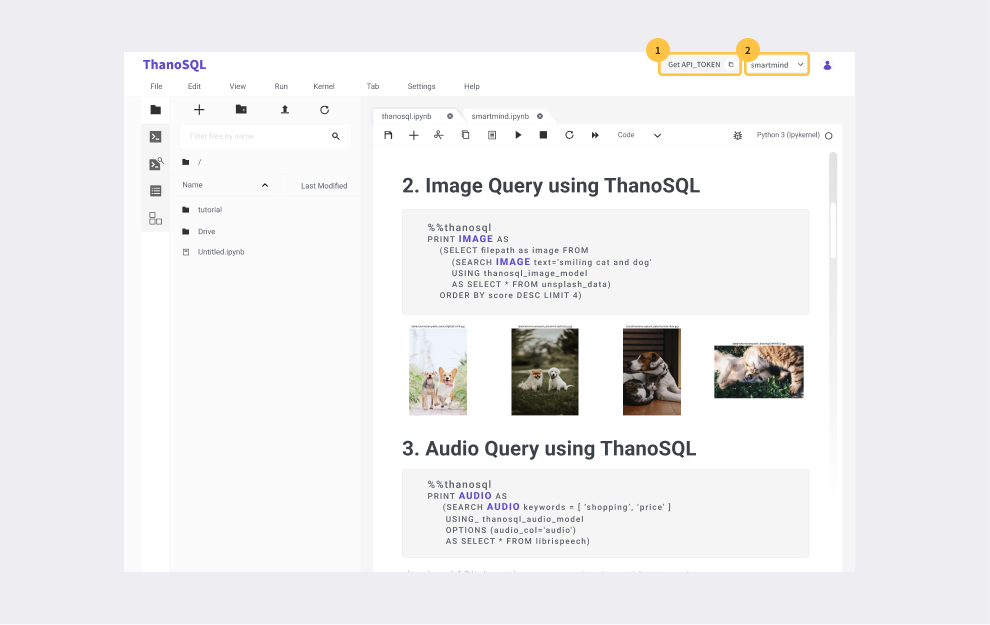 1 2
ThanoSQL Get API_TOKEN smartmind
File Edit View Run Kernel Tab Settings Help
thanosql.ipynb smartmind.ipynb
Filter files by name Code Python 3 (Ipykernel)
/
Name Last Modified
tutorial
Drive
Untitled.ipynb
2. Image Query using ThanoSQL
%%thanosql
PRINT IMAGE AS
(SELECT filepath as image FROM
(SEARCH IMAGE text='smiling cat and dog'
USING thanosql_image_model
AS SELECT * FROM unsplash_data)
ORDER BY score DESC LIMIT 4)
3. Audio Query using ThanoSQL
%%thanosql
PRINT AUDIO AS
(SEARCH AUDIO keywords = [ 'shopping', 'price' ]
USING_ thanosql_audio_model
OPTIONS (audio_col='audio')
AS SELECT * FROM librispeech)